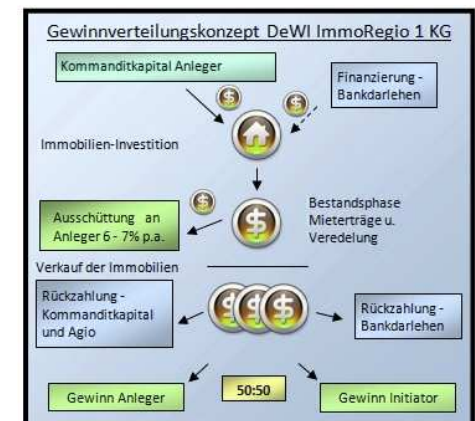 Gewinnverteilungskonzept DeWI ImmoRegio 1 KG
Kommanditkapital Anleger
Finanzierung -
Bankdarlehen
Immobilien-Investition
Ausschüttung an
Anleger 6 - 7% p.a.
Bestandsphase
Mieterträge u.
Veredelung
Verkauf der Immobilien
Rückzahlung -
Kommanditkapital
und Agio
Rückzahlung -
Bankdarlehen
Gewinn Anleger
50:50
Gewinn Initiator